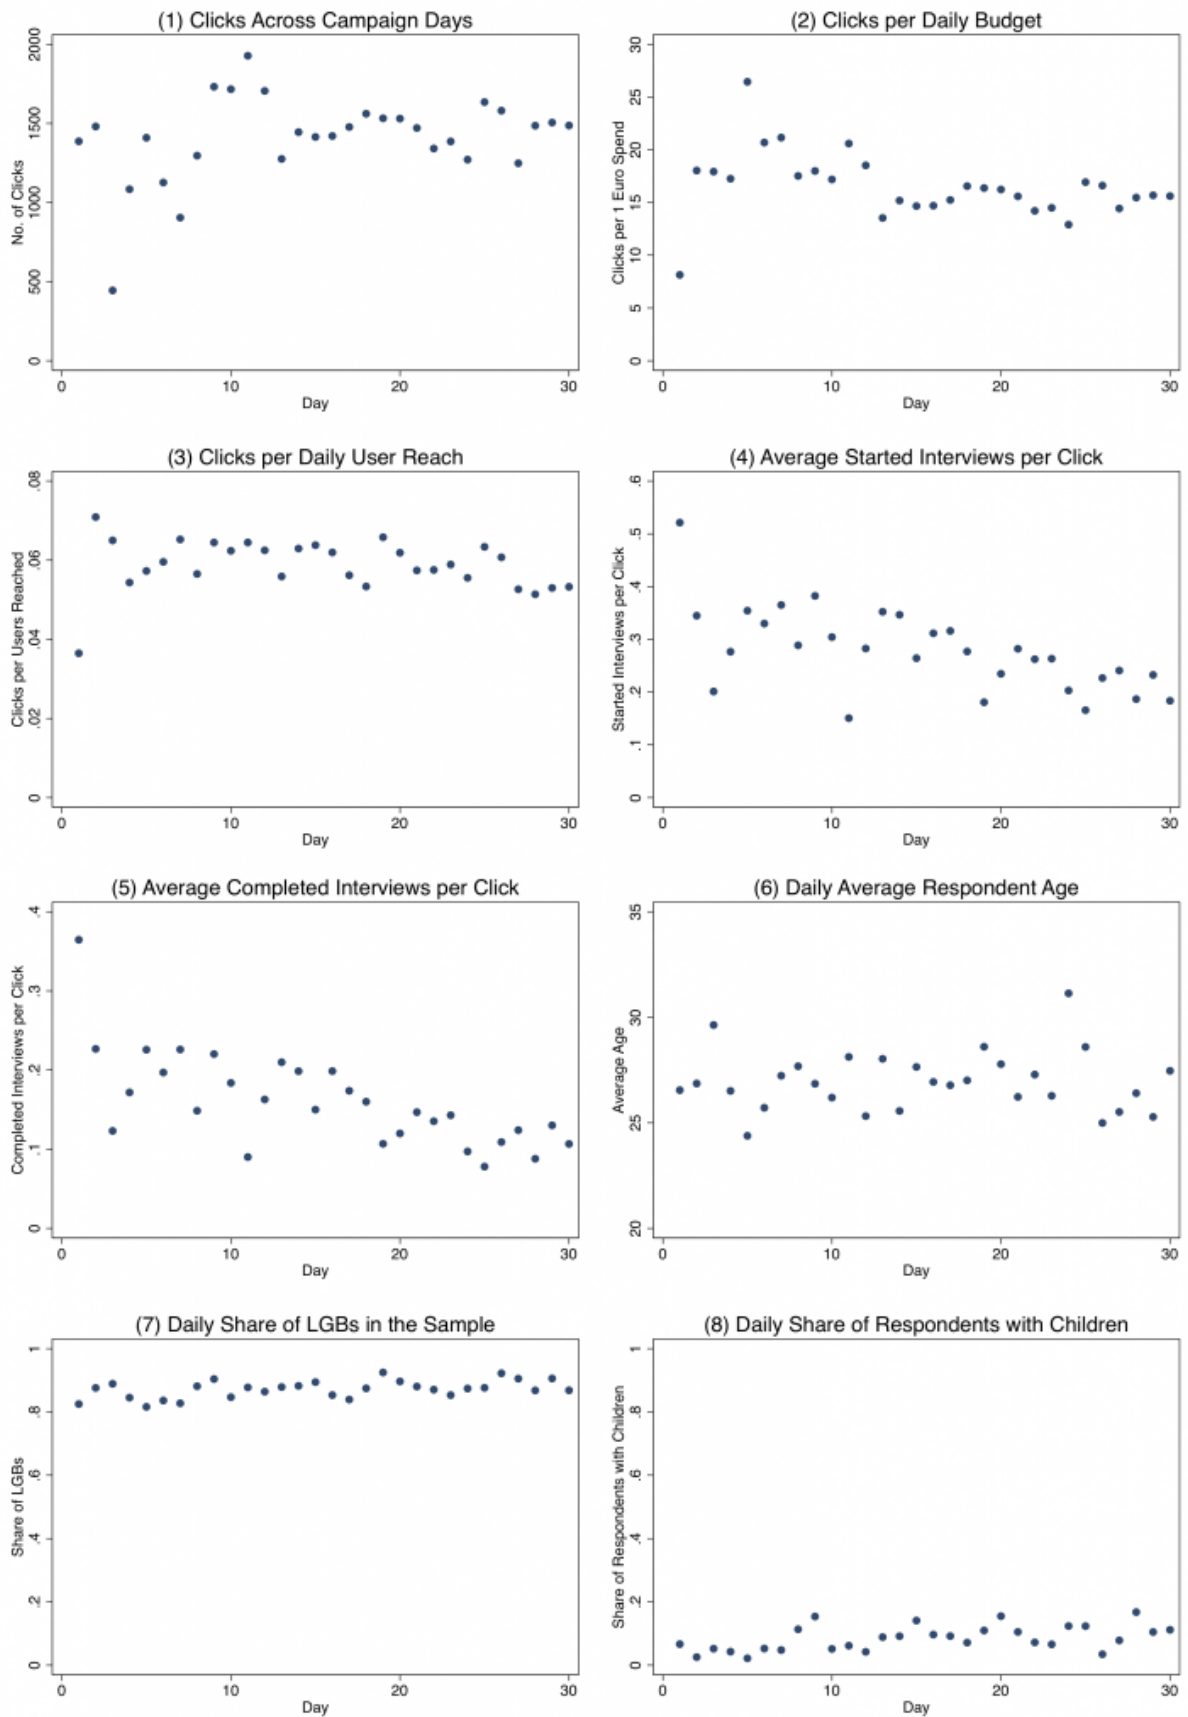 (1) Clicks Across Campaign Days
No. of Clicks
2000
1500
1000
500
0
0 10 20 30
Day
(2) Clicks per Daily Budget
Clicks per 1 Euro Spend
30
25
20
15
10
5
0
0 10 20 30
Day
(3) Clicks per Daily User Reach
Clicks per Users Reached
.08
.06
.04
.02
0
0 10 20 30
Day
(4) Average Started Interviews per Click
Started Interviews per Click
.6
.5
.4
.3
.2
.1
0
0 10 20 30
Day
(5) Average Completed Interviews per Click
Completed Interviews per Click
.4
.3
.2
.1
0
0 10 20 30
Day
(6) Daily Average Respondent Age
Average Age
35
30
25
20
0 10 20 30
Day
(7) Daily Share of LGBs in the Sample
Share of LGBs
1
.8
.6
.4
.2
0
0 10 20 30
Day
(8) Daily Share of Respondents with Children
Share of Respondents with Children
1
.8
.6
.4
.2
0
0 10 20 30
Day